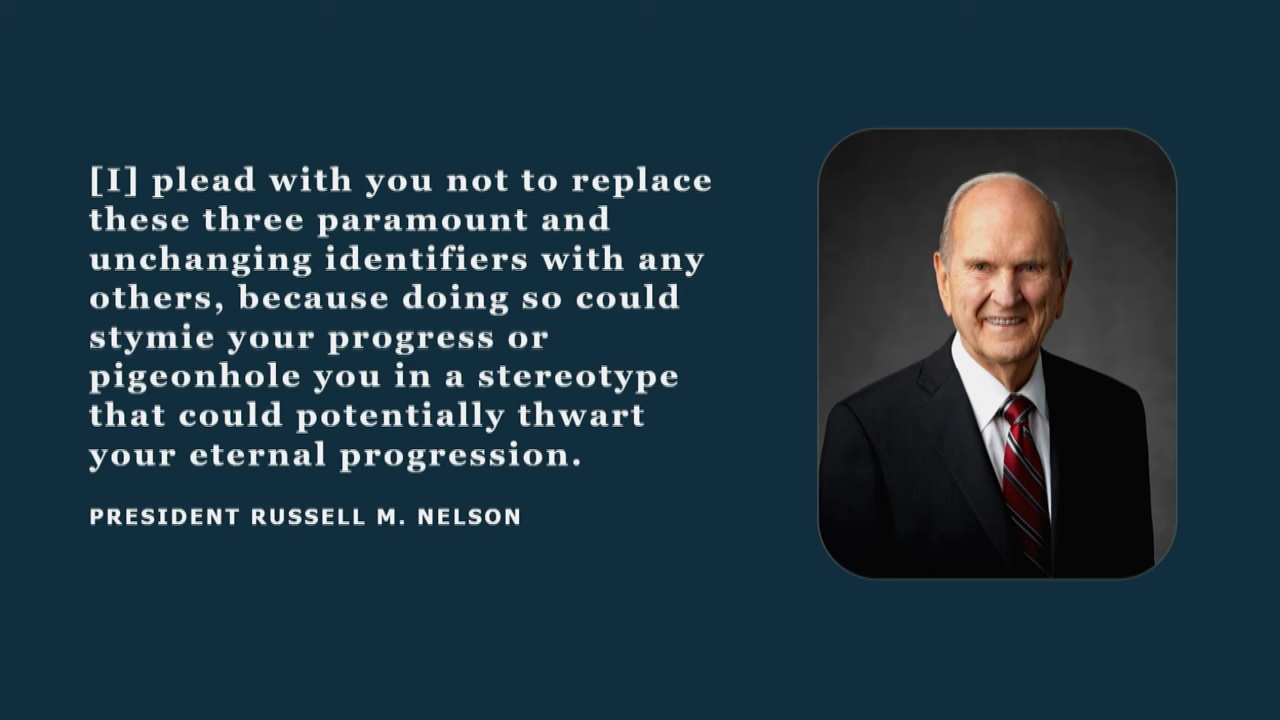 [I] plead with you not to replace
these three paramount and
unchanging identifiers with any
others, because doing so could
stymie your progress or
pigeonhole you in a stereotype
that could potentially thwart
your eternal progression.
PRESIDENT RUSSELL M. NELSON